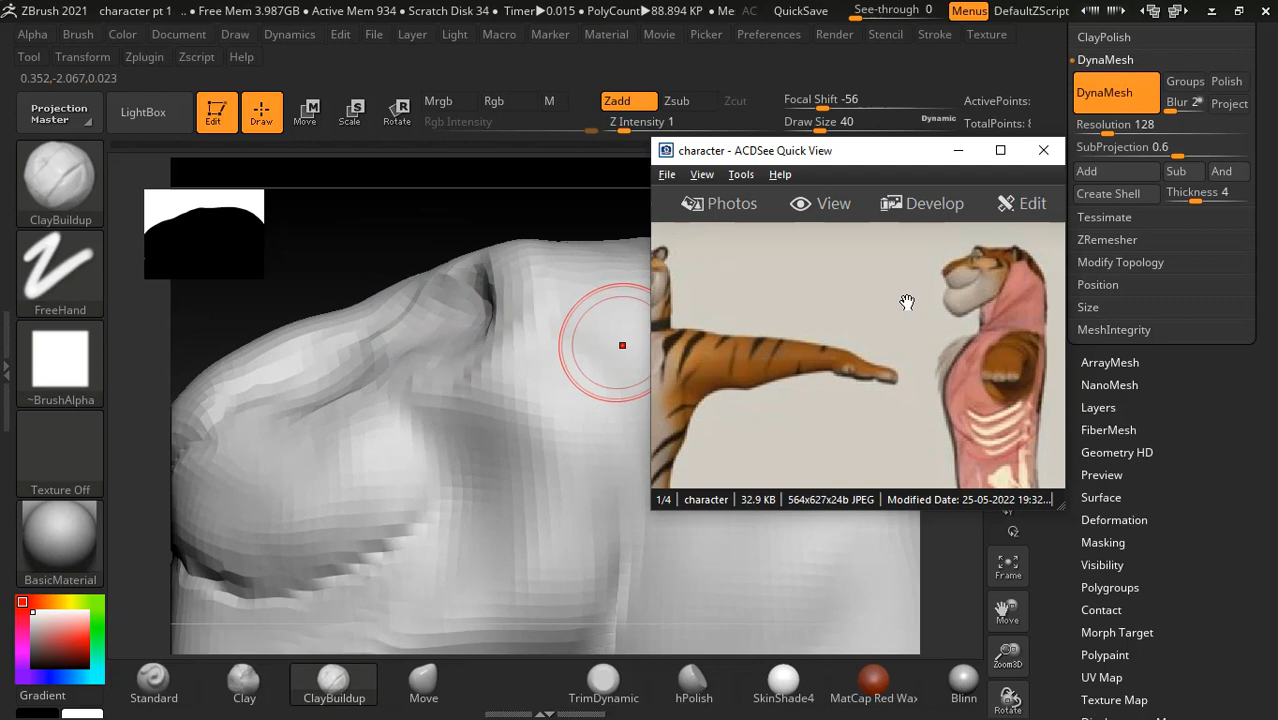 ZBrush 2021 character pt 1 .. ● Free Mem 3.987GB ● Active Mem 934 ● Scratch Disk 34 ● Timer▶0.015 ● PolyCount▶88.894 KP ● Me AC QuickSave See-through 0 Menus DefaultZScript
Alpha Brush Color Document Draw Dynamics Edit File Layer Light Macro Marker Material Movie Picker Preferences Render Stencil Stroke Texture
Tool Transform Zplugin Zscript Help
0.352,-2.067,0.023
Projection Master
LightBox
Edit
Draw
Move
Scale
Rotate
Mrgb Rgb M
Rgb Intensity
Zadd Zsub Zcut
Z Intensity 1
Focal Shift -56
Draw Size 40 Dynamic
ActivePoints:
TotalPoints: 8
ClayBuildup
FreeHand
~BrushAlpha
Texture Off
BasicMaterial
Gradient
character - ACDSee Quick View
File View Tools Help
Photos View Develop Edit
1/4 character 32.9 KB 564x627x24b JPEG Modified Date: 25-05-2022 19:32...
Frame
Move
Zoom3D
Rotate
Standard Clay ClayBuildup Move TrimDynamic hPolish SkinShade4 MatCap Red Wax Blinn
ClayPolish
DynaMesh
DynaMesh Groups Polish
Blur 2 Project
Resolution 128
SubProjection 0.6
Add Sub And
Create Shell Thickness 4
Tessimate
ZRemesher
Modify Topology
Position
Size
MeshIntegrity
ArrayMesh
NanoMesh
Layers
FiberMesh
Geometry HD
Preview
Surface
Deformation
Masking
Visibility
Polygroups
Contact
Morph Target
Polypaint
UV Map
Texture Map